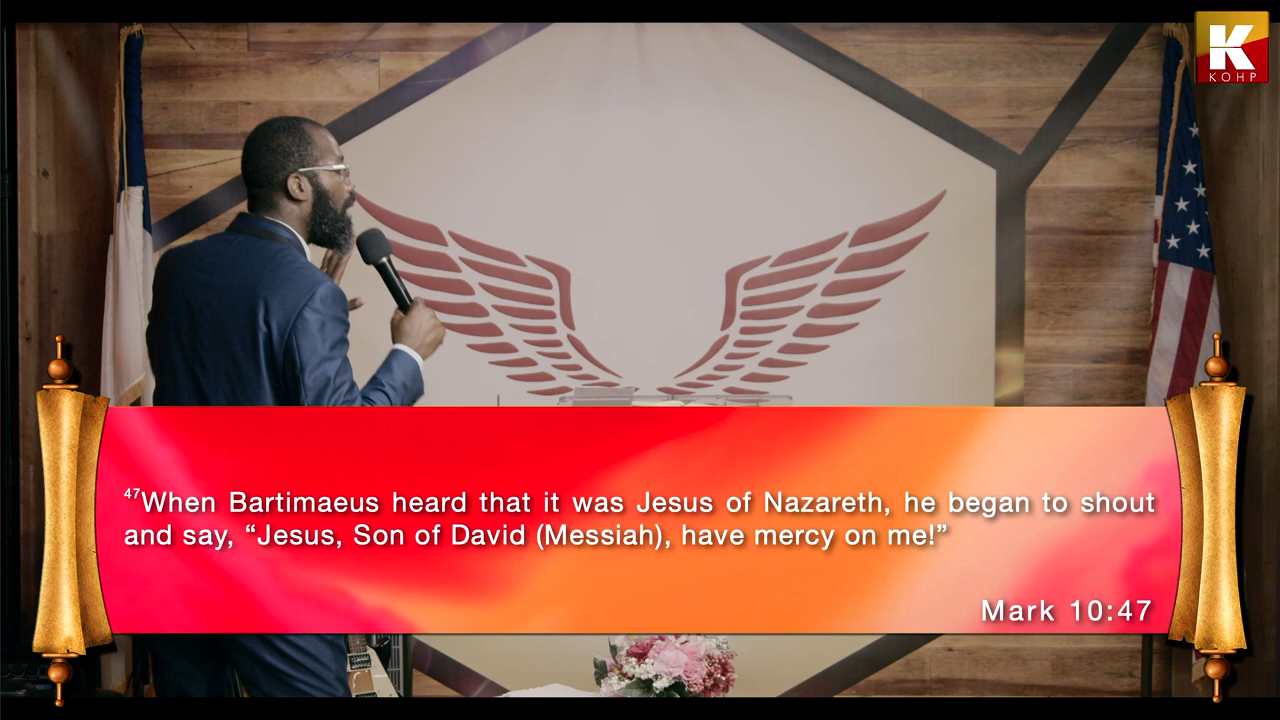 K
KOHP
⁴⁷When Bartimaeus heard that it was Jesus of Nazareth, he began to shout
and say, “Jesus, Son of David (Messiah), have mercy on me!”
Mark 10:47